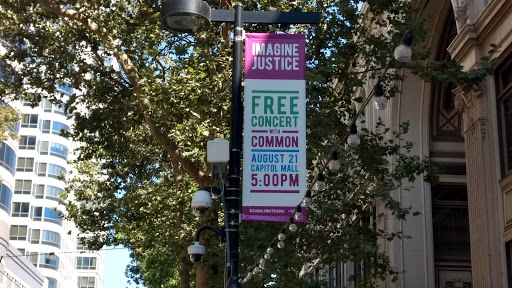 IMAGINE
JUSTICE
FREE
CONCERT
WITH
COMMON
AUGUST 21
CAPITOL MALL
5:00PM